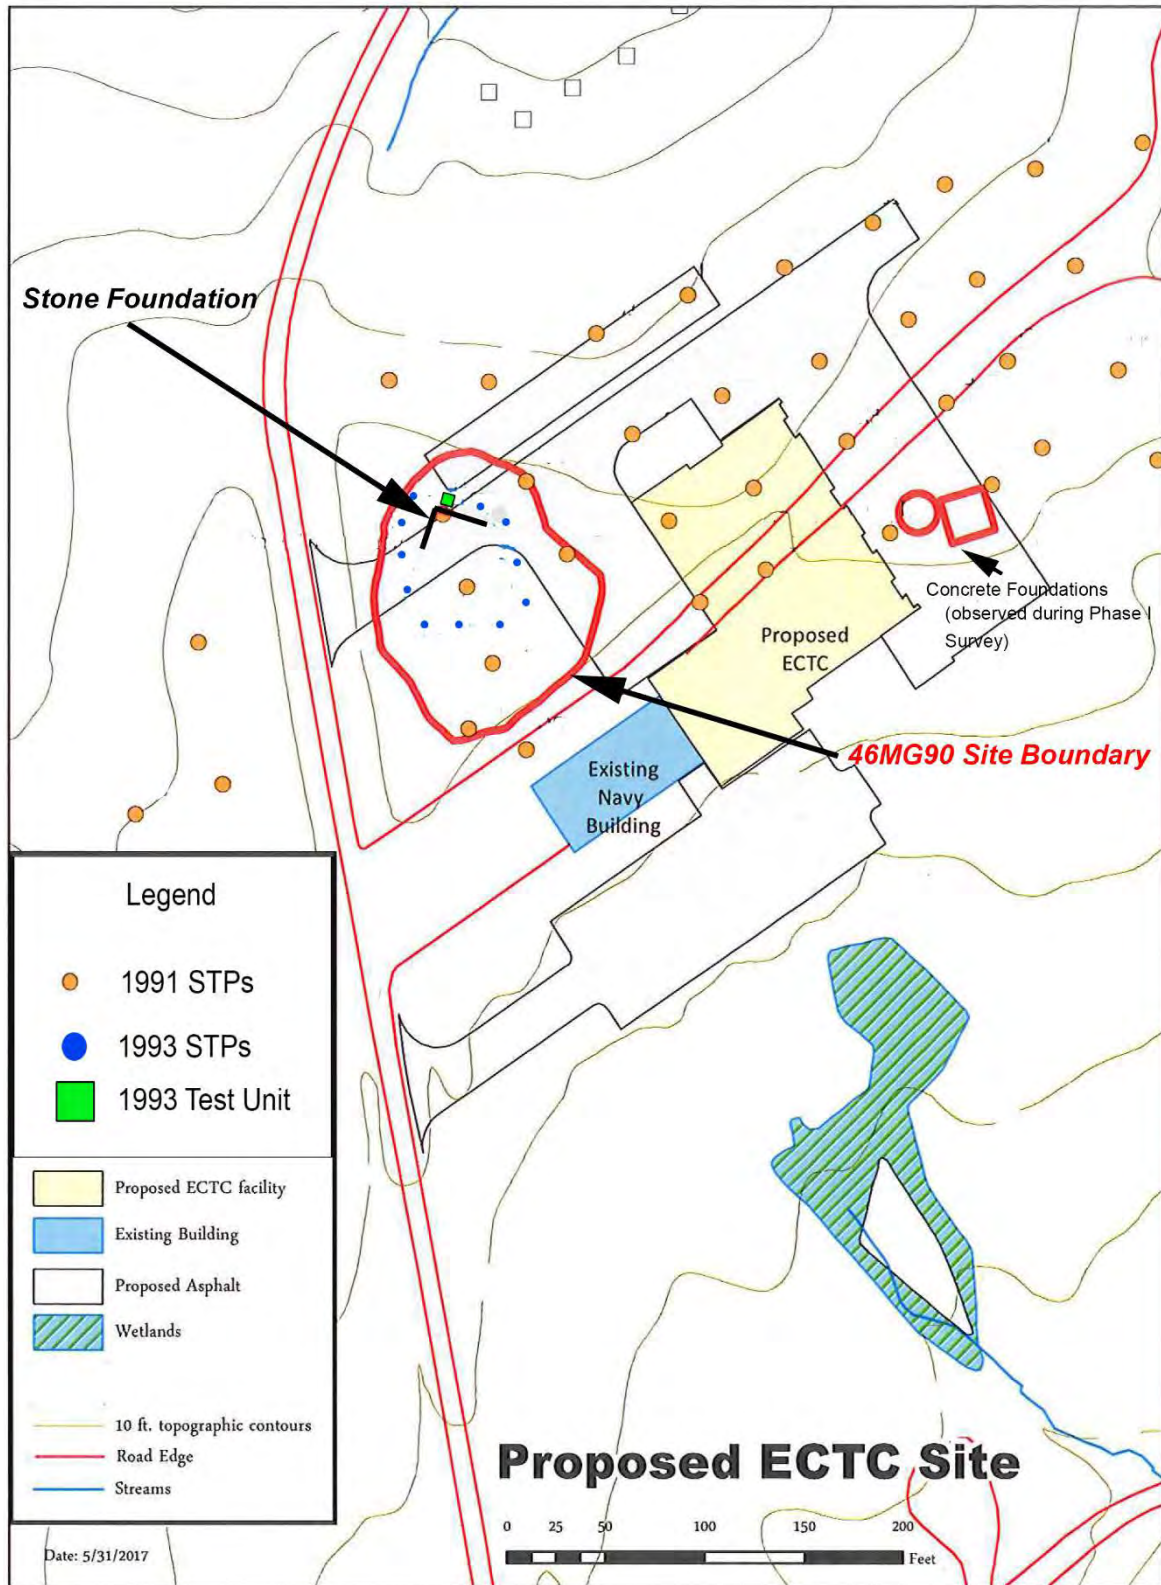 Stone Foundation
Concrete Foundations
(observed during Phase I
Survey)
Proposed
ECTC
46MG90 Site Boundary
Existing
Navy
Building
Legend
1991 STPs
1993 STPs
1993 Test Unit
Proposed ECTC facility
Existing Building
Proposed Asphalt
Wetlands
10 ft. topographic contours
Road Edge
Streams
Date: 5/31/2017
Proposed ECTC Site
0 25 50 100 150 200
Feet